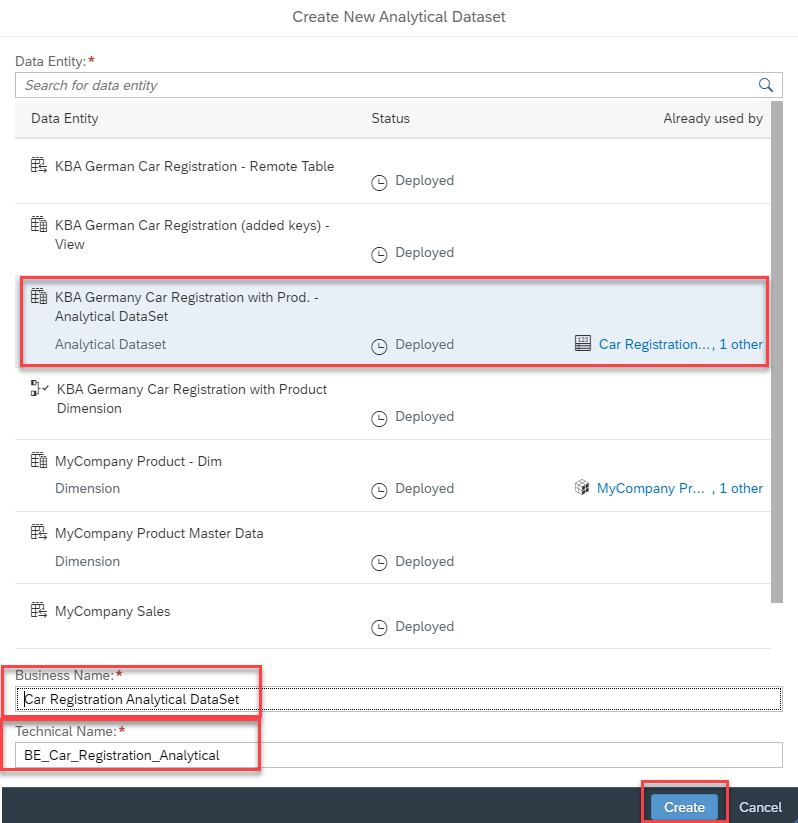 Create New Analytical Dataset
Data Entity:*
Search for data entity
Data Entity Status Already used by
KBA German Car Registration - Remote Table
Deployed
KBA German Car Registration (added keys) -
View
Deployed
KBA Germany Car Registration with Prod. -
Analytical DataSet
Analytical Dataset Deployed 123 Car Registration..., 1 other
KBA Germany Car Registration with Product
Dimension
Deployed
MyCompany Product - Dim
Dimension Deployed MyCompany Pr... , 1 other
MyCompany Product Master Data
Dimension Deployed
MyCompany Sales
Deployed
Business Name:*
Car Registration Analytical DataSet
Technical Name:*
BE_Car_Registration_Analytical
Create Cancel